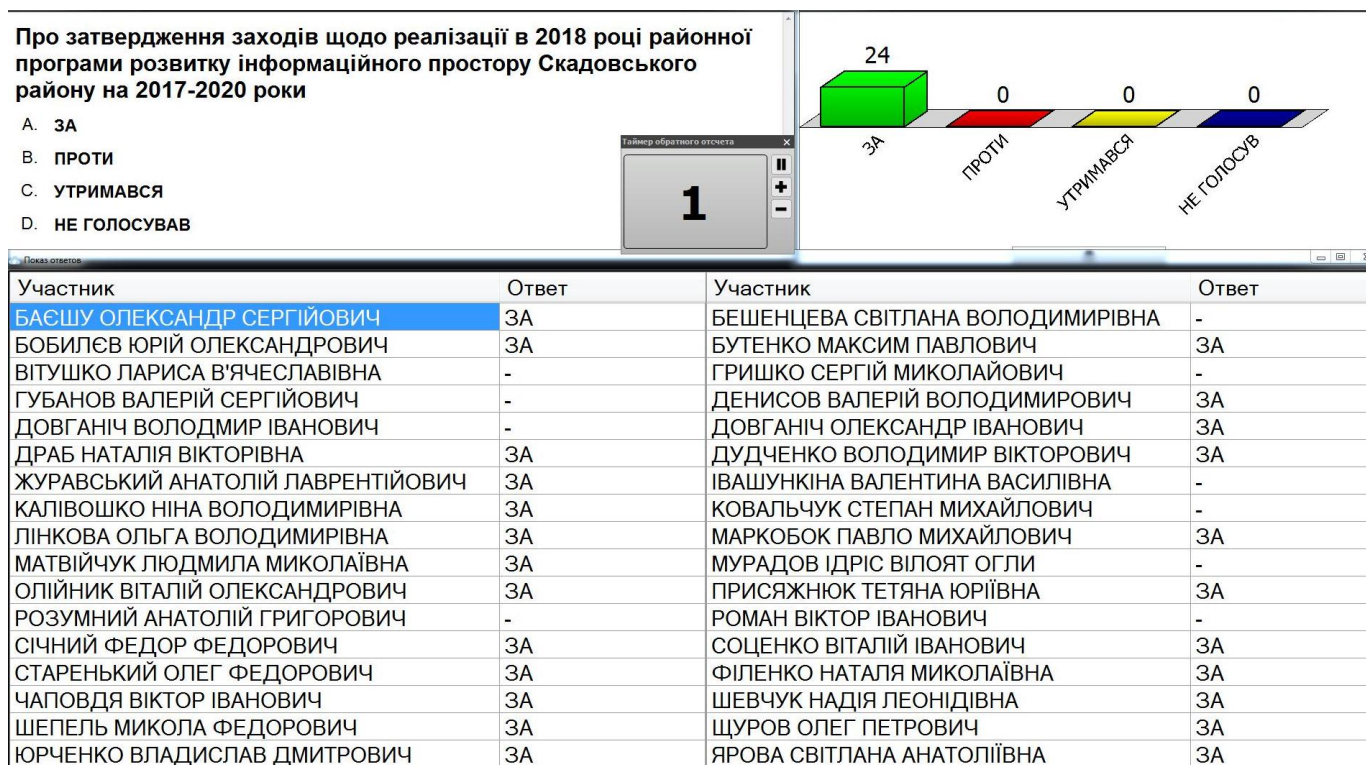 Про затвердження заходів щодо реалізації в 2018 році районної
програми розвитку інформаційного простору Скадовського
району на 2017-2020 роки
A. ЗА
B. ПРОТИ
C. УТРИМАВСЯ
D. НЕ ГОЛОСУВАВ
Таймер обратного отсчета
1
24
0
0
0
ЗА
ПРОТИ
УТРИМАВСЯ
НЕ ГОЛОСУВ
Показ ответов
Участник Ответ Участник Ответ
БАЄШУ ОЛЕКСАНДР СЕРГІЙОВИЧ ЗА БЕШЕНЦЕВА СВІТЛАНА ВОЛОДИМИРІВНА -
БОБИЛЄВ ЮРІЙ ОЛЕКСАНДРОВИЧ ЗА БУТЕНКО МАКСИМ ПАВЛОВИЧ ЗА
ВІТУШКО ЛАРИСА В'ЯЧЕСЛАВІВНА - ГРИШКО СЕРГІЙ МИКОЛАЙОВИЧ -
ГУБАНОВ ВАЛЕРІЙ СЕРГІЙОВИЧ - ДЕНИСОВ ВАЛЕРІЙ ВОЛОДИМИРОВИЧ ЗА
ДОВГАНІЧ ВОЛОДМИР ІВАНОВИЧ - ДОВГАНІЧ ОЛЕКСАНДР ІВАНОВИЧ ЗА
ДРАБ НАТАЛІЯ ВІКТОРІВНА ЗА ДУДЧЕНКО ВОЛОДИМИР ВІКТОРОВИЧ ЗА
ЖУРАВСЬКИЙ АНАТОЛІЙ ЛАВРЕНТІЙОВИЧ ЗА ІВАШУНКІНА ВАЛЕНТИНА ВАСИЛІВНА -
КАЛІВОШКО НІНА ВОЛОДИМИРІВНА ЗА КОВАЛЬЧУК СТЕПАН МИХАЙЛОВИЧ -
ЛІНКОВА ОЛЬГА ВОЛОДИМИРІВНА ЗА МАРКОБОК ПАВЛО МИХАЙЛОВИЧ ЗА
МАТВІЙЧУК ЛЮДМИЛА МИКОЛАЇВНА ЗА МУРАДОВ ІДРІС ВІЛОЯТ ОГЛИ -
ОЛІЙНИК ВІТАЛІЙ ОЛЕКСАНДРОВИЧ ЗА ПРИСЯЖНЮК ТЕТЯНА ЮРІЇВНА ЗА
РОЗУМНИЙ АНАТОЛІЙ ГРИГОРОВИЧ - РОМАН ВІКТОР ІВАНОВИЧ -
СІЧНИЙ ФЕДОР ФЕДОРОВИЧ ЗА СОЦЕНКО ВІТАЛІЙ ІВАНОВИЧ ЗА
СТАРЕНЬКИЙ ОЛЕГ ФЕДОРОВИЧ ЗА ФІЛЕНКО НАТАЛЯ МИКОЛАЇВНА ЗА
ЧАПОВДЯ ВІКТОР ІВАНОВИЧ ЗА ШЕВЧУК НАДІЯ ЛЕОНІДІВНА ЗА
ШЕПЕЛЬ МИКОЛА ФЕДОРОВИЧ ЗА ЩУРОВ ОЛЕГ ПЕТРОВИЧ ЗА
ЮРЧЕНКО ВЛАДИСЛАВ ДМИТРОВИЧ ЗА ЯРОВА СВІТЛАНА АНАТОЛІЇВНА ЗА